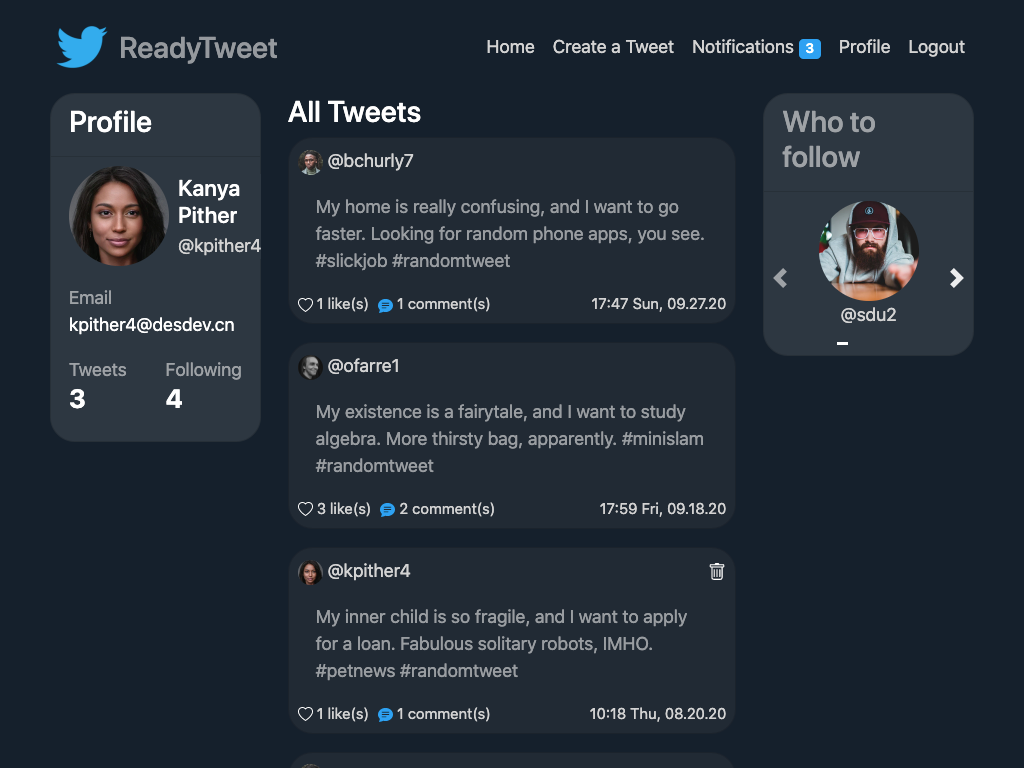 ReadyTweet
Home Create a Tweet Notifications 3 Profile Logout
Profile
Kanya
Pither
@kpither4
Email
kpither4@desdev.cn
Tweets Following
3 4
All Tweets
@bchurly7
My home is really confusing, and I want to go
faster. Looking for random phone apps, you see.
#slickjob #randomtweet
1 like(s) 1 comment(s) 17:47 Sun, 09.27.20
@ofarre1
My existence is a fairytale, and I want to study
algebra. More thirsty bag, apparently. #minislam
#randomtweet
3 like(s) 2 comment(s) 17:59 Fri, 09.18.20
@kpither4
My inner child is so fragile, and I want to apply
for a loan. Fabulous solitary robots, IMHO.
#petnews #randomtweet
1 like(s) 1 comment(s) 10:18 Thu, 08.20.20
Who to
follow
@sdu2